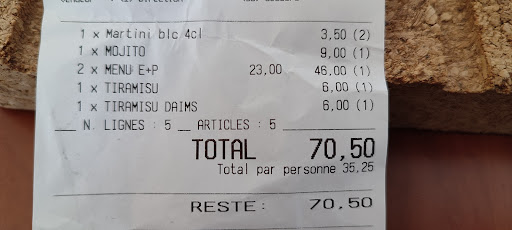 1 x Martini blc 4cl 3,50 (2)
1 x MOJITO 9,00 (1)
2 x MENU E+P 23,00 46,00 (1)
1 x TIRAMISU 6,00 (1)
1 x TIRAMISU DAIMS 6,00 (1)
N. LIGNES : 5 ARTICLES : 5
TOTAL 70,50
Total par personne 35,25
RESTE: 70,50